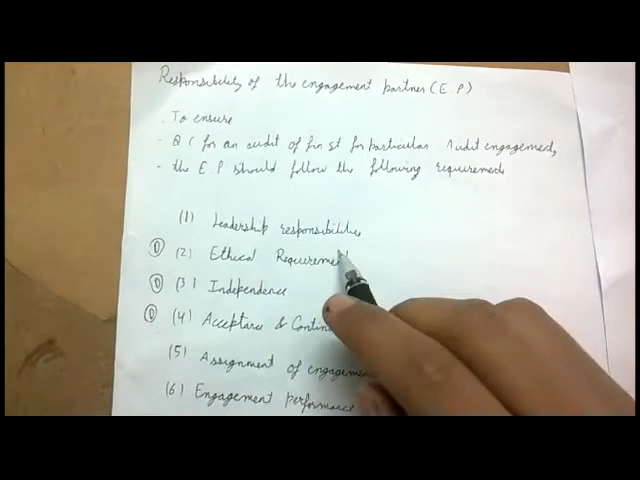 Responsibility of the engagement partner (E.P)
. To ensure
- QC for an audit of fin st for particular Audit engagement,
- the E.P should follow the following requirements
(1) Leadership responsibilities
D (2) Ethical Requirement
D (3) Independence
D (4) Acceptance & Contin
(5) Assignment of engagemen
(6) Engagement performance